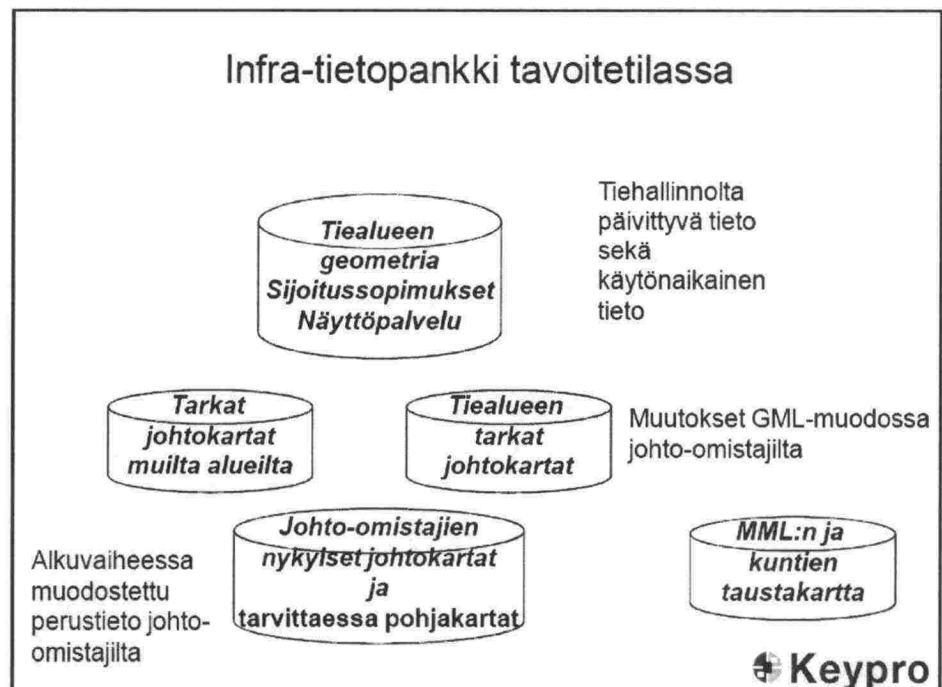 Infra-tietopankki tavoitetilassa
Tiealueen
geometria
Sijoitussopimukset
Näyttöpalvelu
Tiehallinnolta
päivittyvä tieto
sekä
käytönaikainen
tieto
Tarkat
johtokartat
muilta alueilta
Tiealueen
tarkat
johtokartat
Muutokset GML-muodossa
johto-omistajilta
Alkuvaiheessa
muodostettu
perustieto johto-
omistajilta
Johto-omistajien
nykyiset johtokartat
ja
tarvittaessa pohjakartat
MML:n ja
kuntien
taustakartta
Keypro